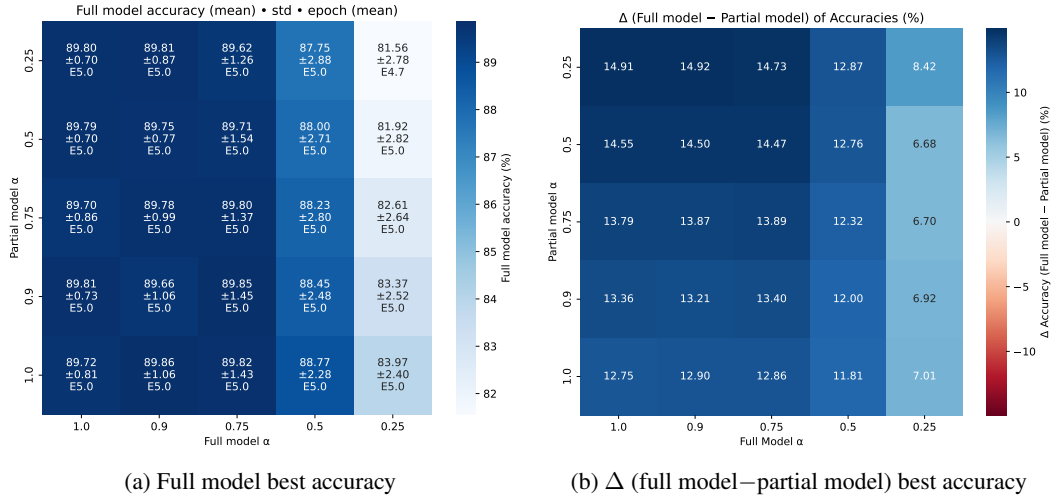 Full model accuracy (mean) • std • epoch (mean)
Partial model α
0.25
89.80 ±0.70 E5.0
89.81 ±0.87 E5.0
89.62 ±1.26 E5.0
87.75 ±2.88 E5.0
81.56 ±2.78 E4.7
0.5
89.79 ±0.70 E5.0
89.75 ±0.77 E5.0
89.71 ±1.54 E5.0
88.00 ±2.71 E5.0
81.92 ±2.82 E5.0
0.75
89.70 ±0.86 E5.0
89.78 ±0.99 E5.0
89.80 ±1.37 E5.0
88.23 ±2.80 E5.0
82.61 ±2.64 E5.0
0.9
89.81 ±0.73 E5.0
89.66 ±1.06 E5.0
89.85 ±1.45 E5.0
88.45 ±2.48 E5.0
83.37 ±2.52 E5.0
1.0
89.72 ±0.81 E5.0
89.86 ±1.06 E5.0
89.82 ±1.43 E5.0
88.77 ±2.28 E5.0
83.97 ±2.40 E5.0
1.0 0.9 0.75 0.5 0.25
Full model α
89
88
87
86
85
84
83
82
Full model accuracy (%)
(a) Full model best accuracy
Δ (Full model − Partial model) of Accuracies (%)
Partial model α
0.25 14.91 14.92 14.73 12.87 8.42
0.5 14.55 14.50 14.47 12.76 6.68
0.75 13.79 13.87 13.89 12.32 6.70
0.9 13.36 13.21 13.40 12.00 6.92
1.0 12.75 12.90 12.86 11.81 7.01
1.0 0.9 0.75 0.5 0.25
Full Model α
10
5
0
−5
−10
Δ Accuracy (Full model − Partial model) (%)
(b) Δ (full model−partial model) best accuracy